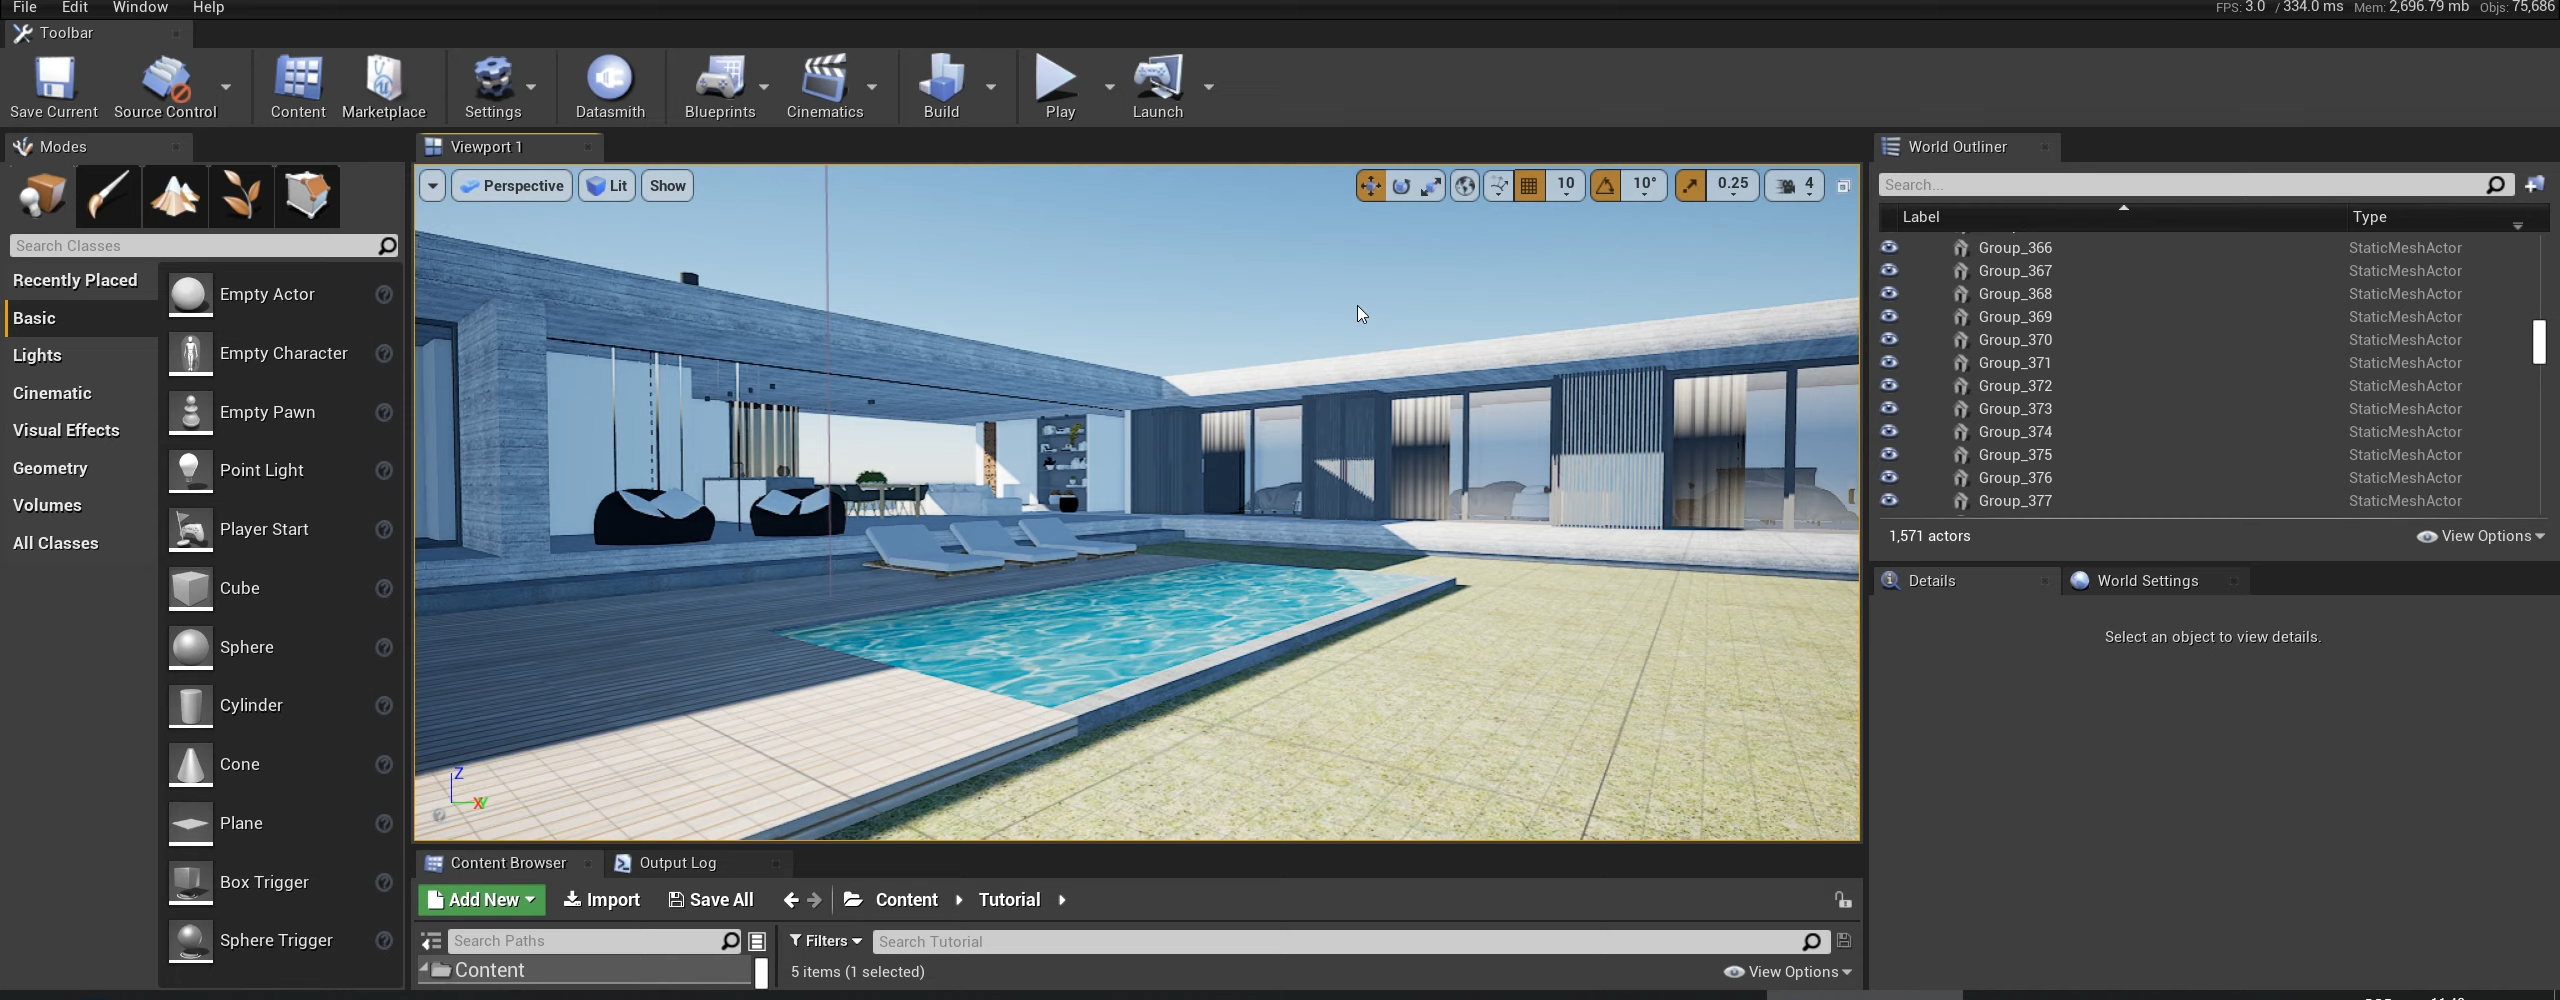 File Edit Window Help
FPS: 3.0 / 334.0 ms Mem: 2,696.79 mb Objs: 75,686
Toolbar
Save Current Source Control Content Marketplace Settings Datasmith Blueprints Cinematics Build Play Launch
Modes
Search Classes
Recently Placed
Basic
Lights
Cinematic
Visual Effects
Geometry
Volumes
All Classes
Empty Actor
Empty Character
Empty Pawn
Point Light
Player Start
Cube
Sphere
Cylinder
Cone
Plane
Box Trigger
Sphere Trigger
Viewport 1
Perspective Lit Show 10 10° 0.25 4
Z
X Y
Content Browser Output Log
Add New Import Save All Content Tutorial
Search Paths
Content
Filters Search Tutorial
5 items (1 selected) View Options
World Outliner
Search...
Label Type
Group_366 StaticMeshActor
Group_367 StaticMeshActor
Group_368 StaticMeshActor
Group_369 StaticMeshActor
Group_370 StaticMeshActor
Group_371 StaticMeshActor
Group_372 StaticMeshActor
Group_373 StaticMeshActor
Group_374 StaticMeshActor
Group_375 StaticMeshActor
Group_376 StaticMeshActor
Group_377 StaticMeshActor
1,571 actors View Options
Details World Settings
Select an object to view details.